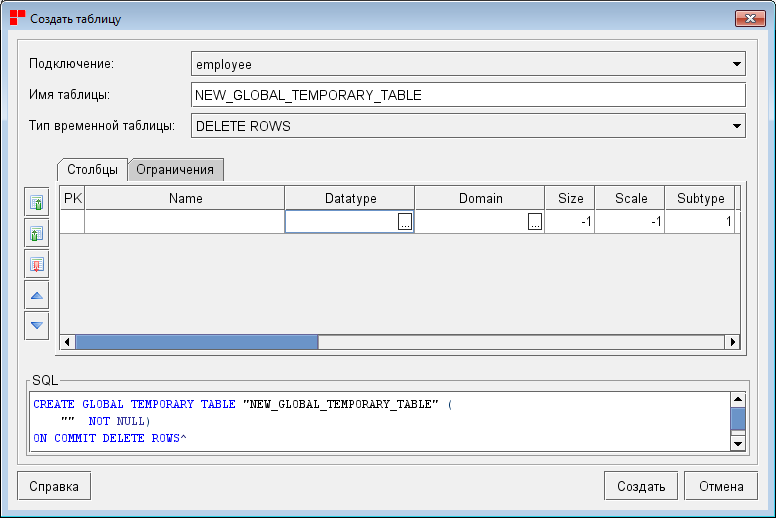 Создать таблицу
Подключение: employee
Имя таблицы: NEW_GLOBAL_TEMPORARY_TABLE
Тип временной таблицы: DELETE ROWS
Столбцы Ограничения
PK Name Datatype Domain Size Scale Subtype
... ... -1 -1 1
SQL
CREATE GLOBAL TEMPORARY TABLE "NEW_GLOBAL_TEMPORARY_TABLE" (
"" NOT NULL)
ON COMMIT DELETE ROWS^
Справка Создать Отмена